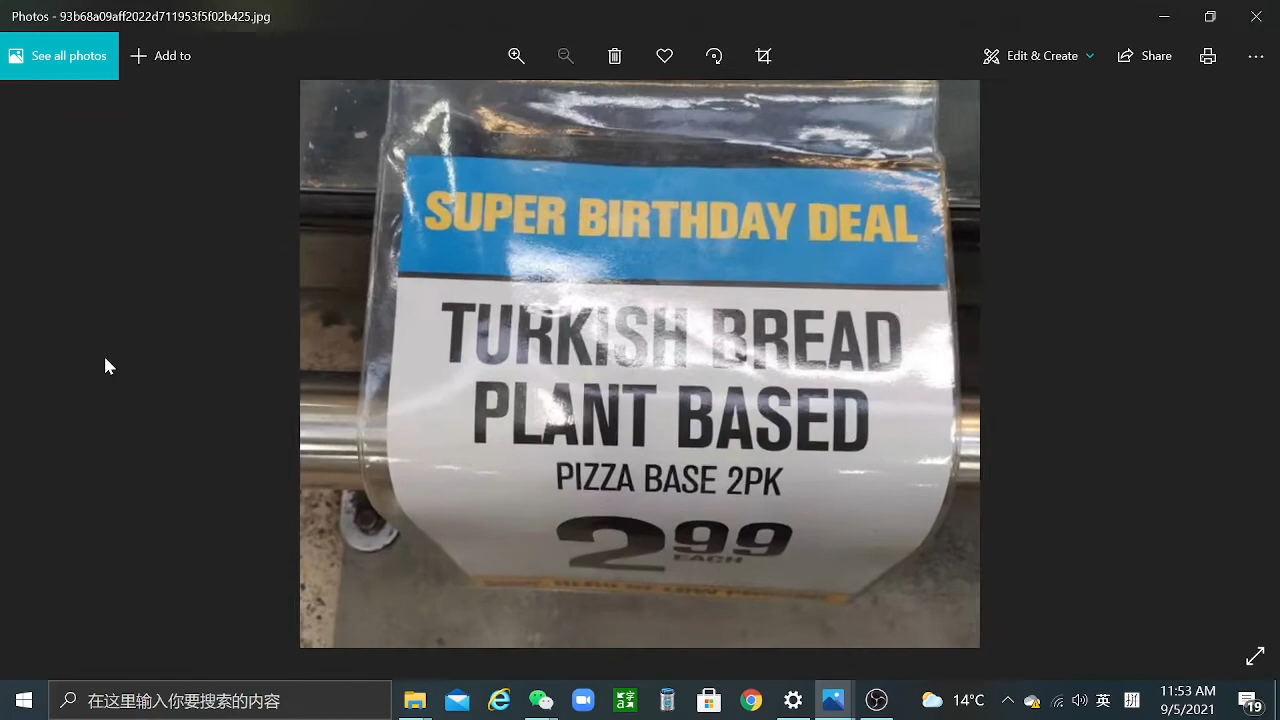 Photos - 93b68a09aff2022d711953f5f02b425.jpg
See all photos
Add to
Edit & Create
Share
SUPER BIRTHDAY DEAL
TURKISH BREAD
PLANT BASED
PIZZA BASE 2PK
2 99
EACH
在这里输入你要搜索的内容
14°C
英
拼
11:53 AM
9/5/2021
19